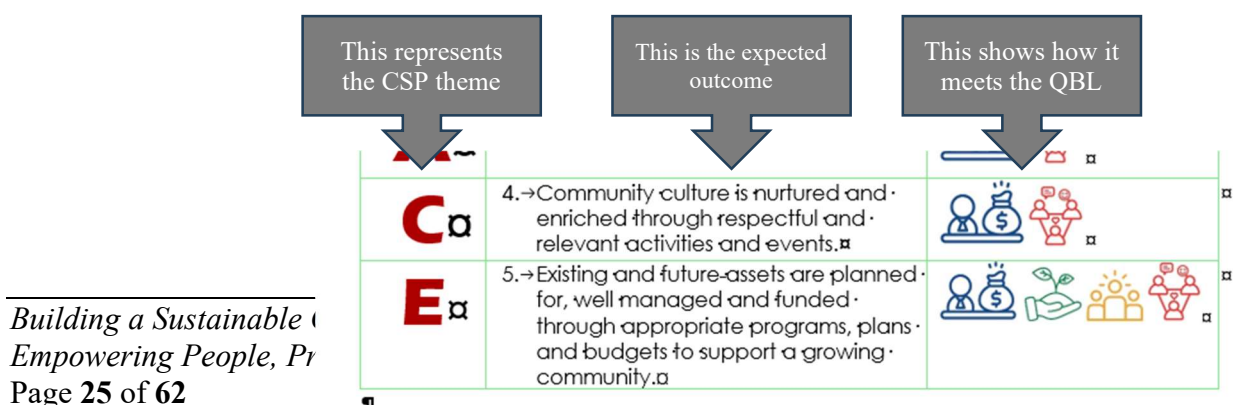 This represents
the CSP theme
This is the expected
outcome
This shows how it
meets the QBL
C¤
4.→Community·culture·is·nurtured·and·
enriched·through·respectful·and·
relevant·activities·and·events.¤
¤
¤
E¤
5.→Existing·and·future·assets·are·planned·
for,·well·managed·and·funded·
through·appropriate·programs,·plans·
and·budgets·to·support·a·growing·
community.¤
¤
¤
Building a Sustainable
Empowering People,
Page 25 of 62
¶